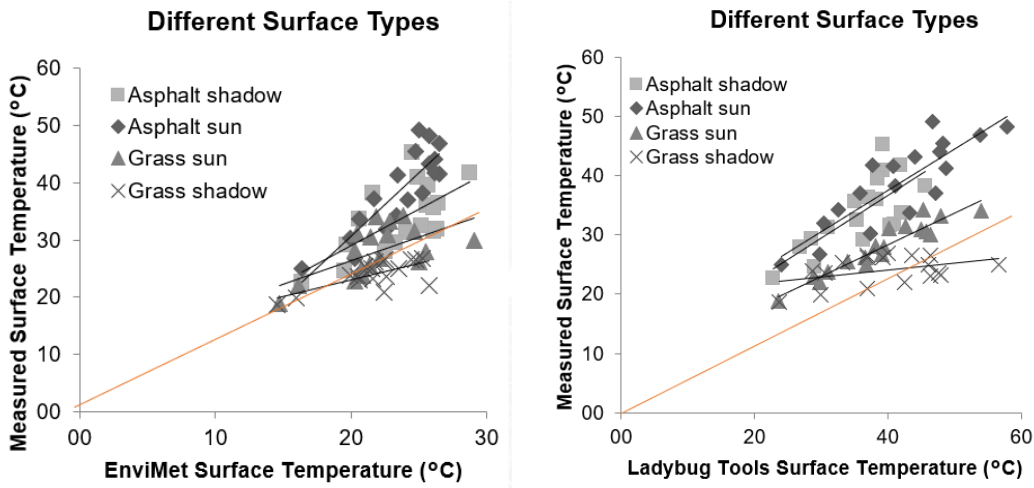 Different Surface Types
Measured Surface Temperature (°C)
60
50
40
30
20
10
00
Asphalt shadow
Asphalt sun
Grass sun
Grass shadow
00
10
20
30
EnviMet Surface Temperature (°C)
Different Surface Types
Measured Surface Temperature (°C)
60
50
40
30
20
10
00
Asphalt shadow
Asphalt sun
Grass sun
Grass shadow
00
20
40
60
Ladybug Tools Surface Temperature (°C)